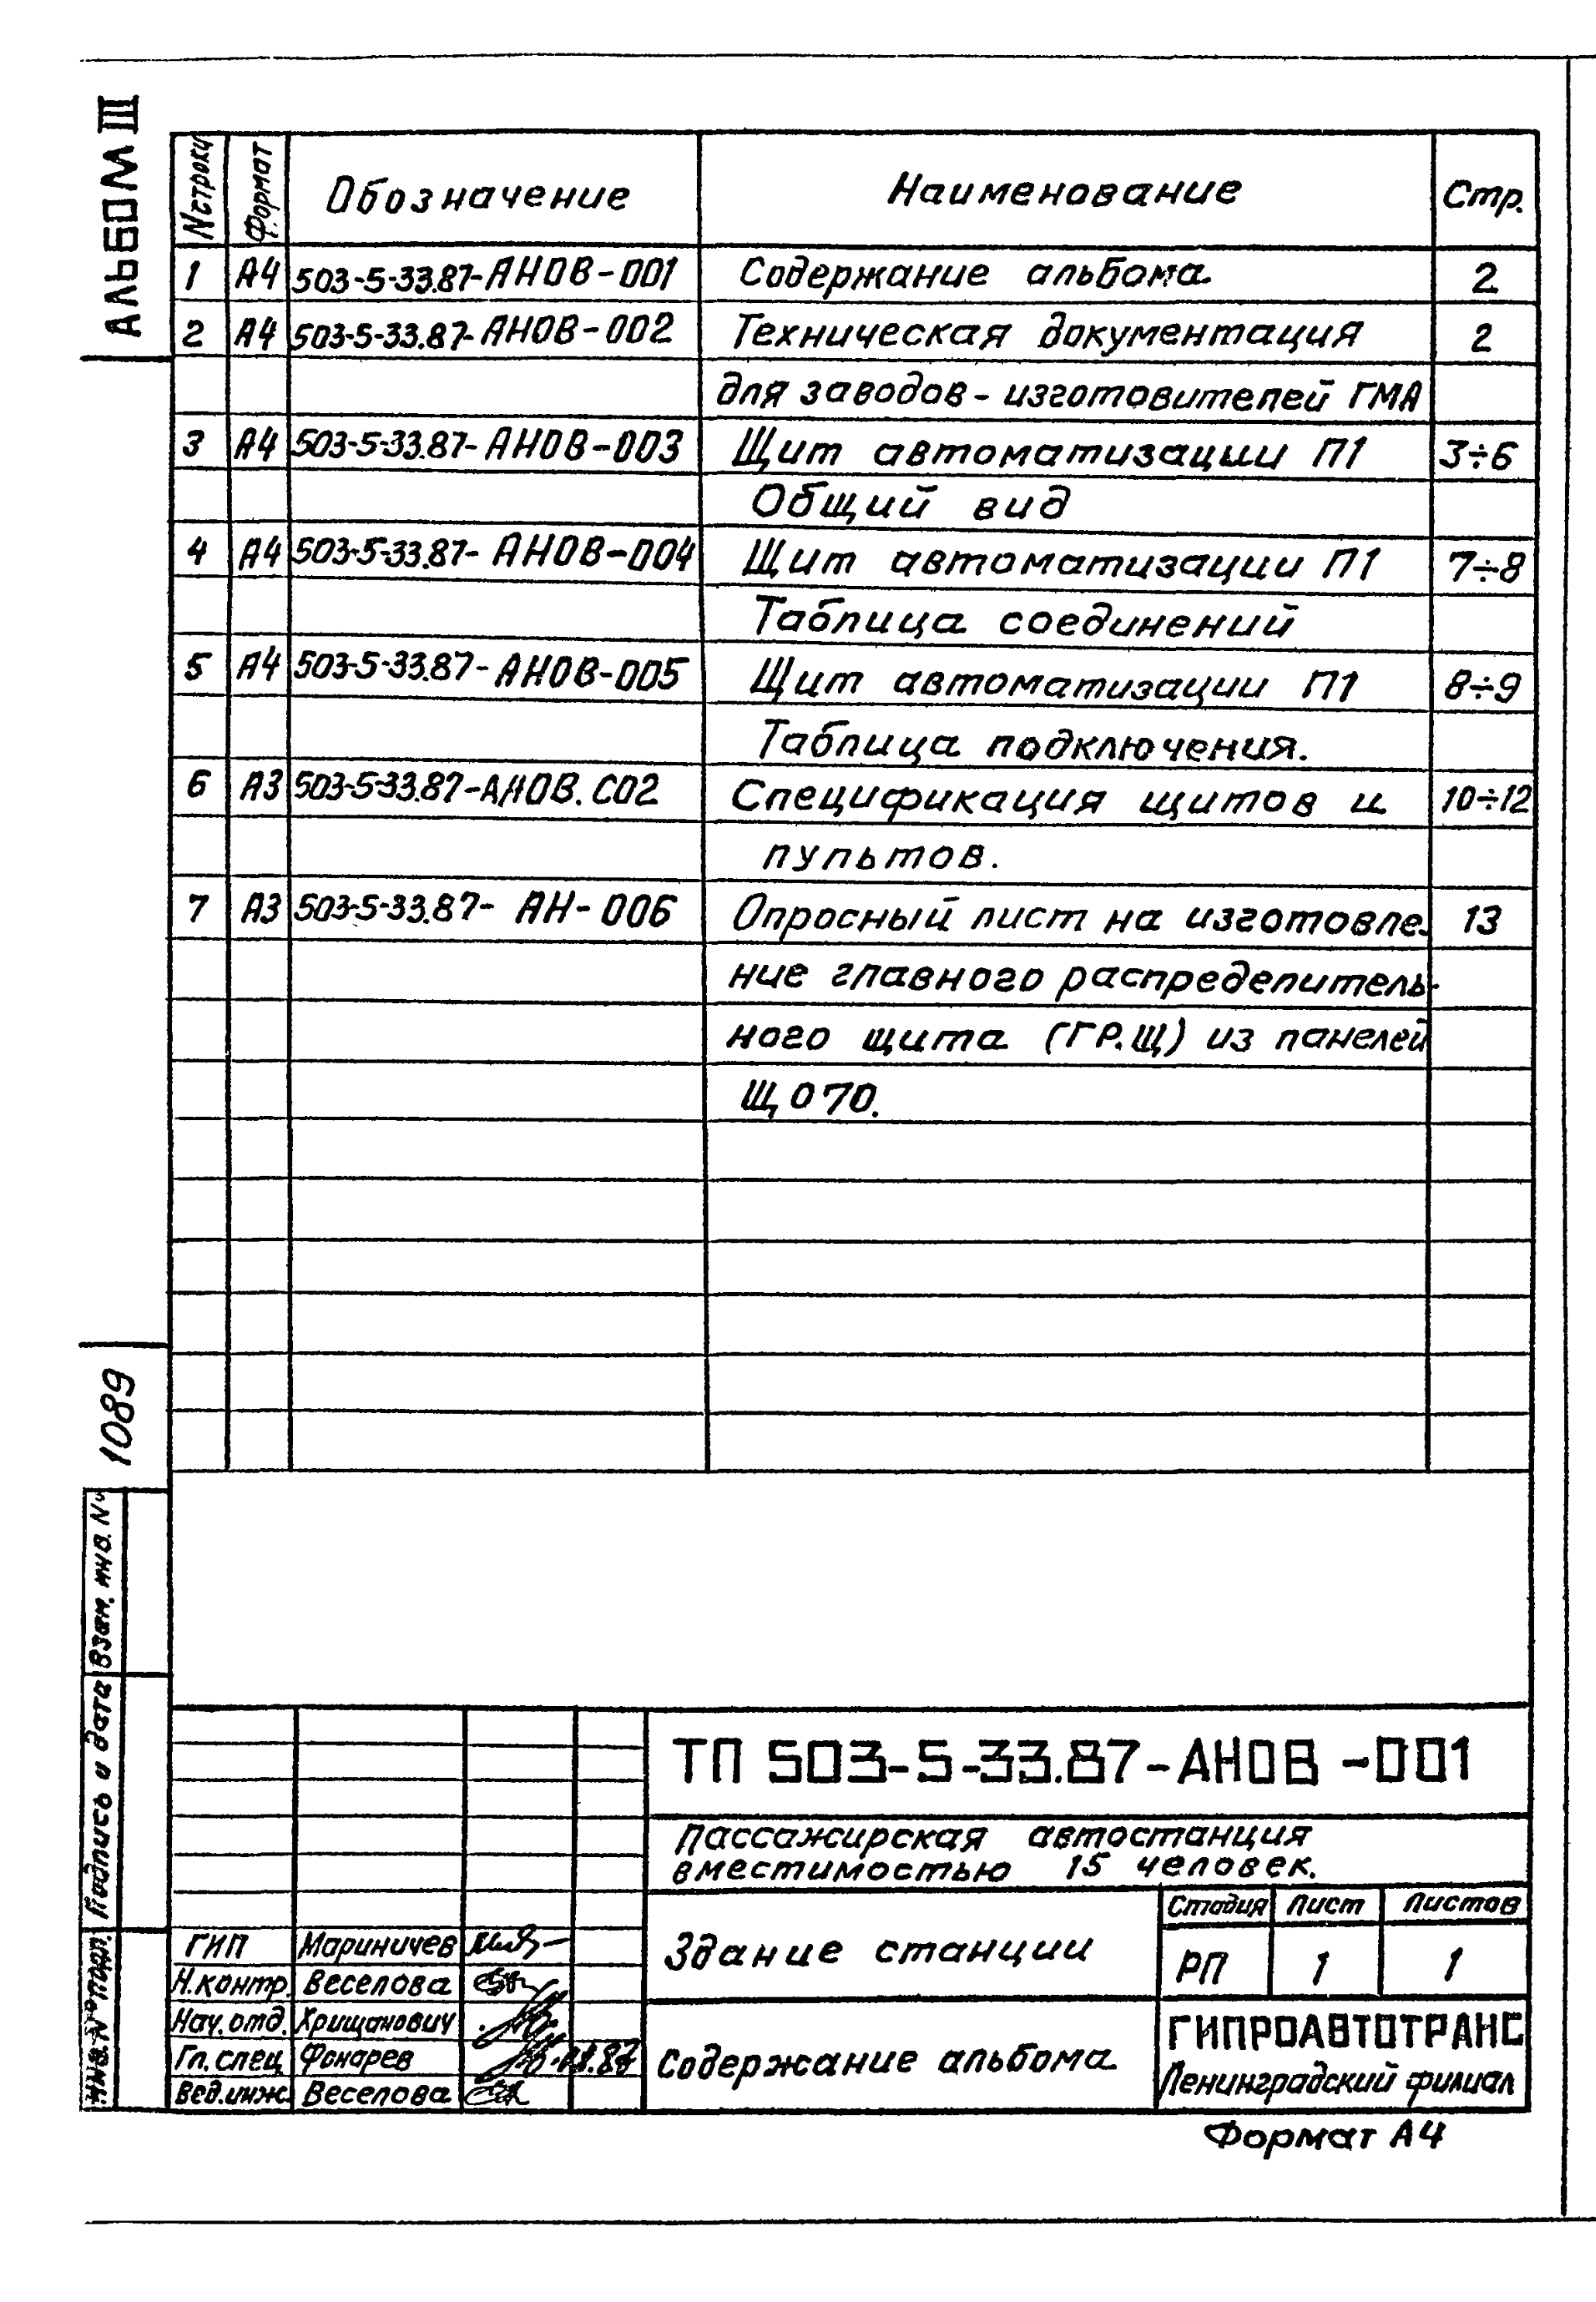 Альбом III
N строки Формат Обозначение Наименование Стр.
1 А4 503-5-33.87-АНОВ-001 Содержание альбома 2
2 А4 503-5-33.87-АНОВ-002 Техническая документация 2
для заводов-изготовителей ГМА
3 А4 503-5-33.87-АНОВ-003 Щит автоматизации П1 3÷6
Общий вид
4 А4 503-5-33.87-АНОВ-004 Щит автоматизации П1 7÷8
Таблица соединений
5 А4 503-5-33.87-АНОВ-005 Щит автоматизации П1 8÷9
Таблица подключения.
6 А3 503-5-33.87-АНОВ.С02 Спецификация щитов и 10÷12
пультов.
7 А3 503-5-33.87-АН-006 Опросный лист на изготовле- 13
ние главного распределитель-
ного щита (ГР.Щ) из панелей
ЩО70.
1089
Взам. инв. N
Подпись и дата
Инв. N подл.
ТП 503-5-33.87-АНОВ-001
Пассажирская автостанция
вместимостью 15 человек.
Здание станции
Стадия Лист Листов
РП 1 1
ГИП Мариничев
Н.контр. Веселова
Нач. отд. Хрищанович
Гл. спец Фонарев
Вед.инж. Веселова
Содержание альбома
ГИПРОАВТОТРАНС
Ленинградский филиал
Формат А4